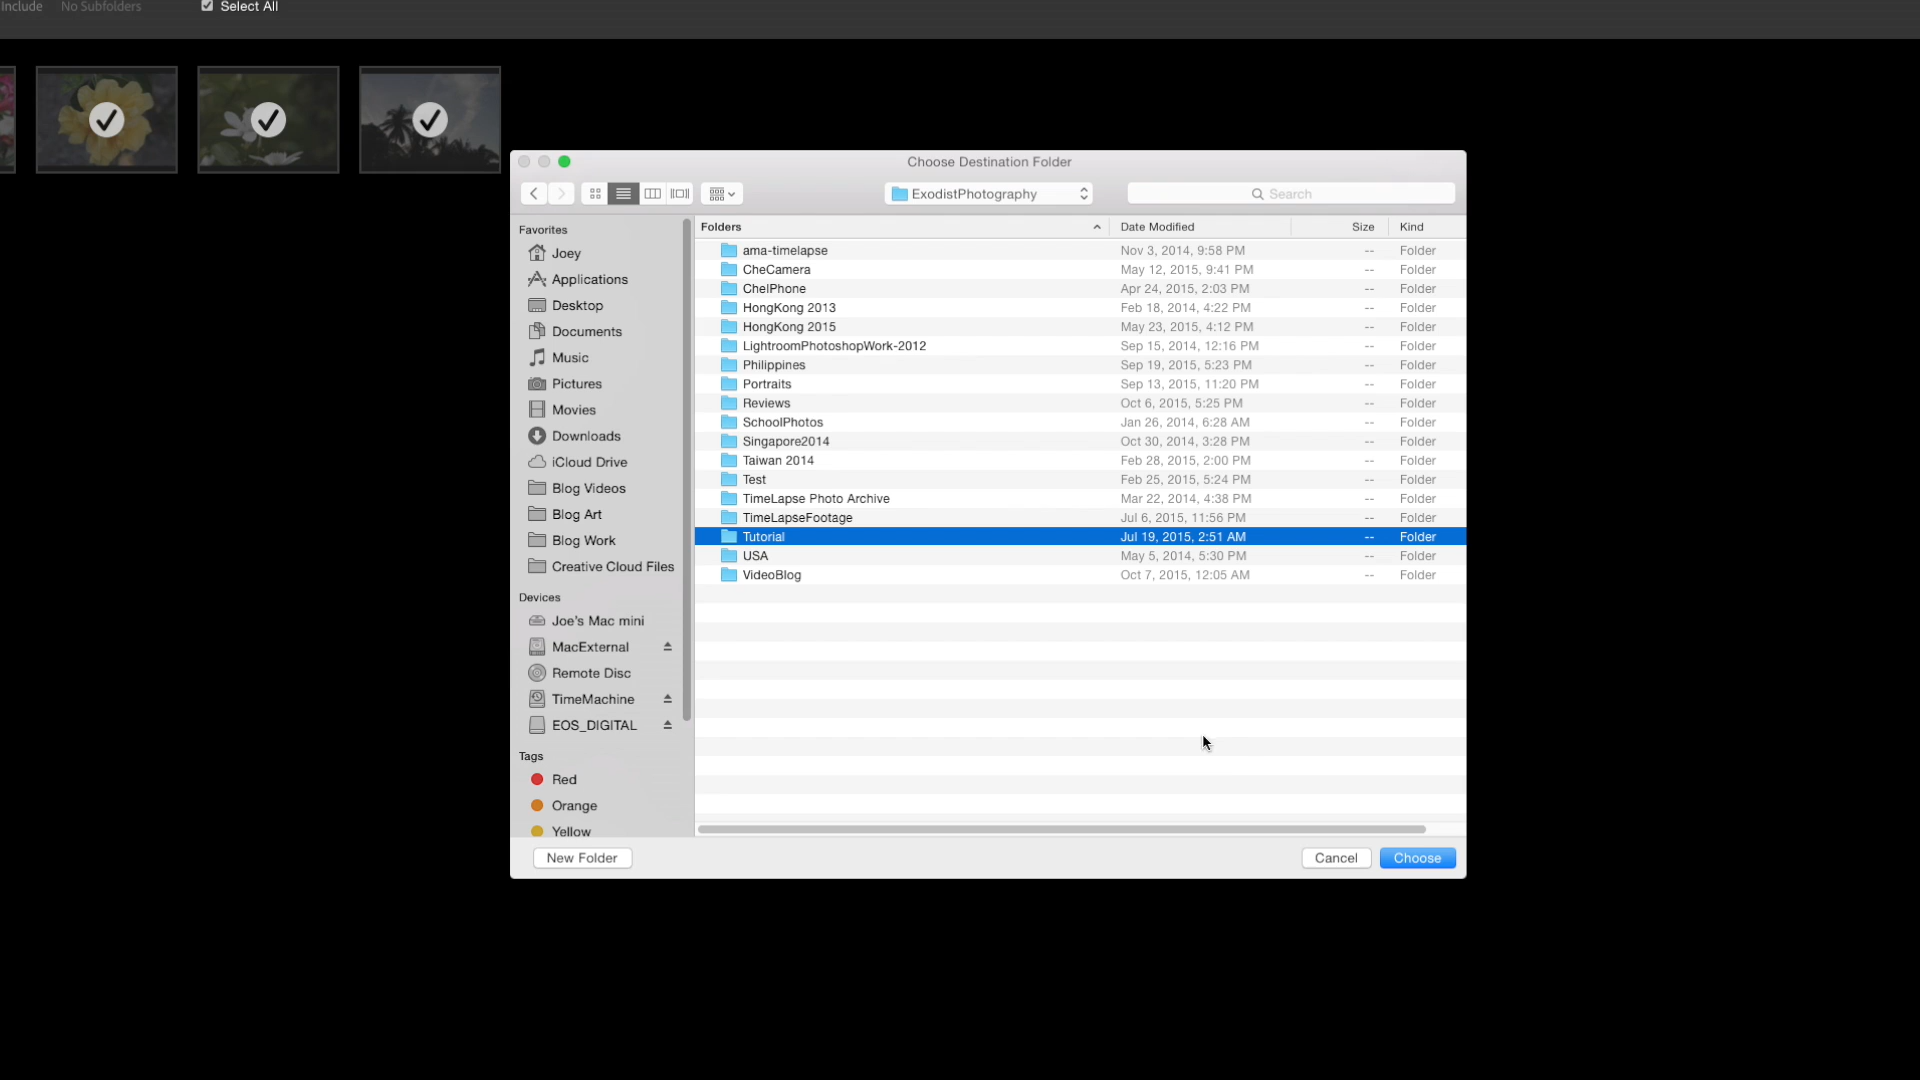 Include No Subfolders Select All
Choose Destination Folder
ExodistPhotography Search
Favorites
Joey
Applications
Desktop
Documents
Music
Pictures
Movies
Downloads
iCloud Drive
Blog Videos
Blog Art
Blog Work
Creative Cloud Files
Devices
Joe's Mac mini
MacExternal
Remote Disc
TimeMachine
EOS_DIGITAL
Tags
Red
Orange
Yellow
Folders Date Modified Size Kind
ama-timelapse Nov 3, 2014, 9:58 PM -- Folder
CheCamera May 12, 2015, 9:41 PM -- Folder
ChelPhone Apr 24, 2015, 2:03 PM -- Folder
HongKong 2013 Feb 18, 2014, 4:22 PM -- Folder
HongKong 2015 May 23, 2015, 4:12 PM -- Folder
LightroomPhotoshopWork-2012 Sep 15, 2014, 12:16 PM -- Folder
Philippines Sep 19, 2015, 5:23 PM -- Folder
Portraits Sep 13, 2015, 11:20 PM -- Folder
Reviews Oct 6, 2015, 5:25 PM -- Folder
SchoolPhotos Jan 26, 2014, 6:28 AM -- Folder
Singapore2014 Oct 30, 2014, 3:28 PM -- Folder
Taiwan 2014 Feb 28, 2015, 2:00 PM -- Folder
Test Feb 25, 2015, 5:24 PM -- Folder
TimeLapse Photo Archive Mar 22, 2014, 4:38 PM -- Folder
TimeLapseFootage Jul 6, 2015, 11:56 PM -- Folder
Tutorial Jul 19, 2015, 2:51 AM -- Folder
USA May 5, 2014, 5:30 PM -- Folder
VideoBlog Oct 7, 2015, 12:05 AM -- Folder
New Folder Cancel Choose